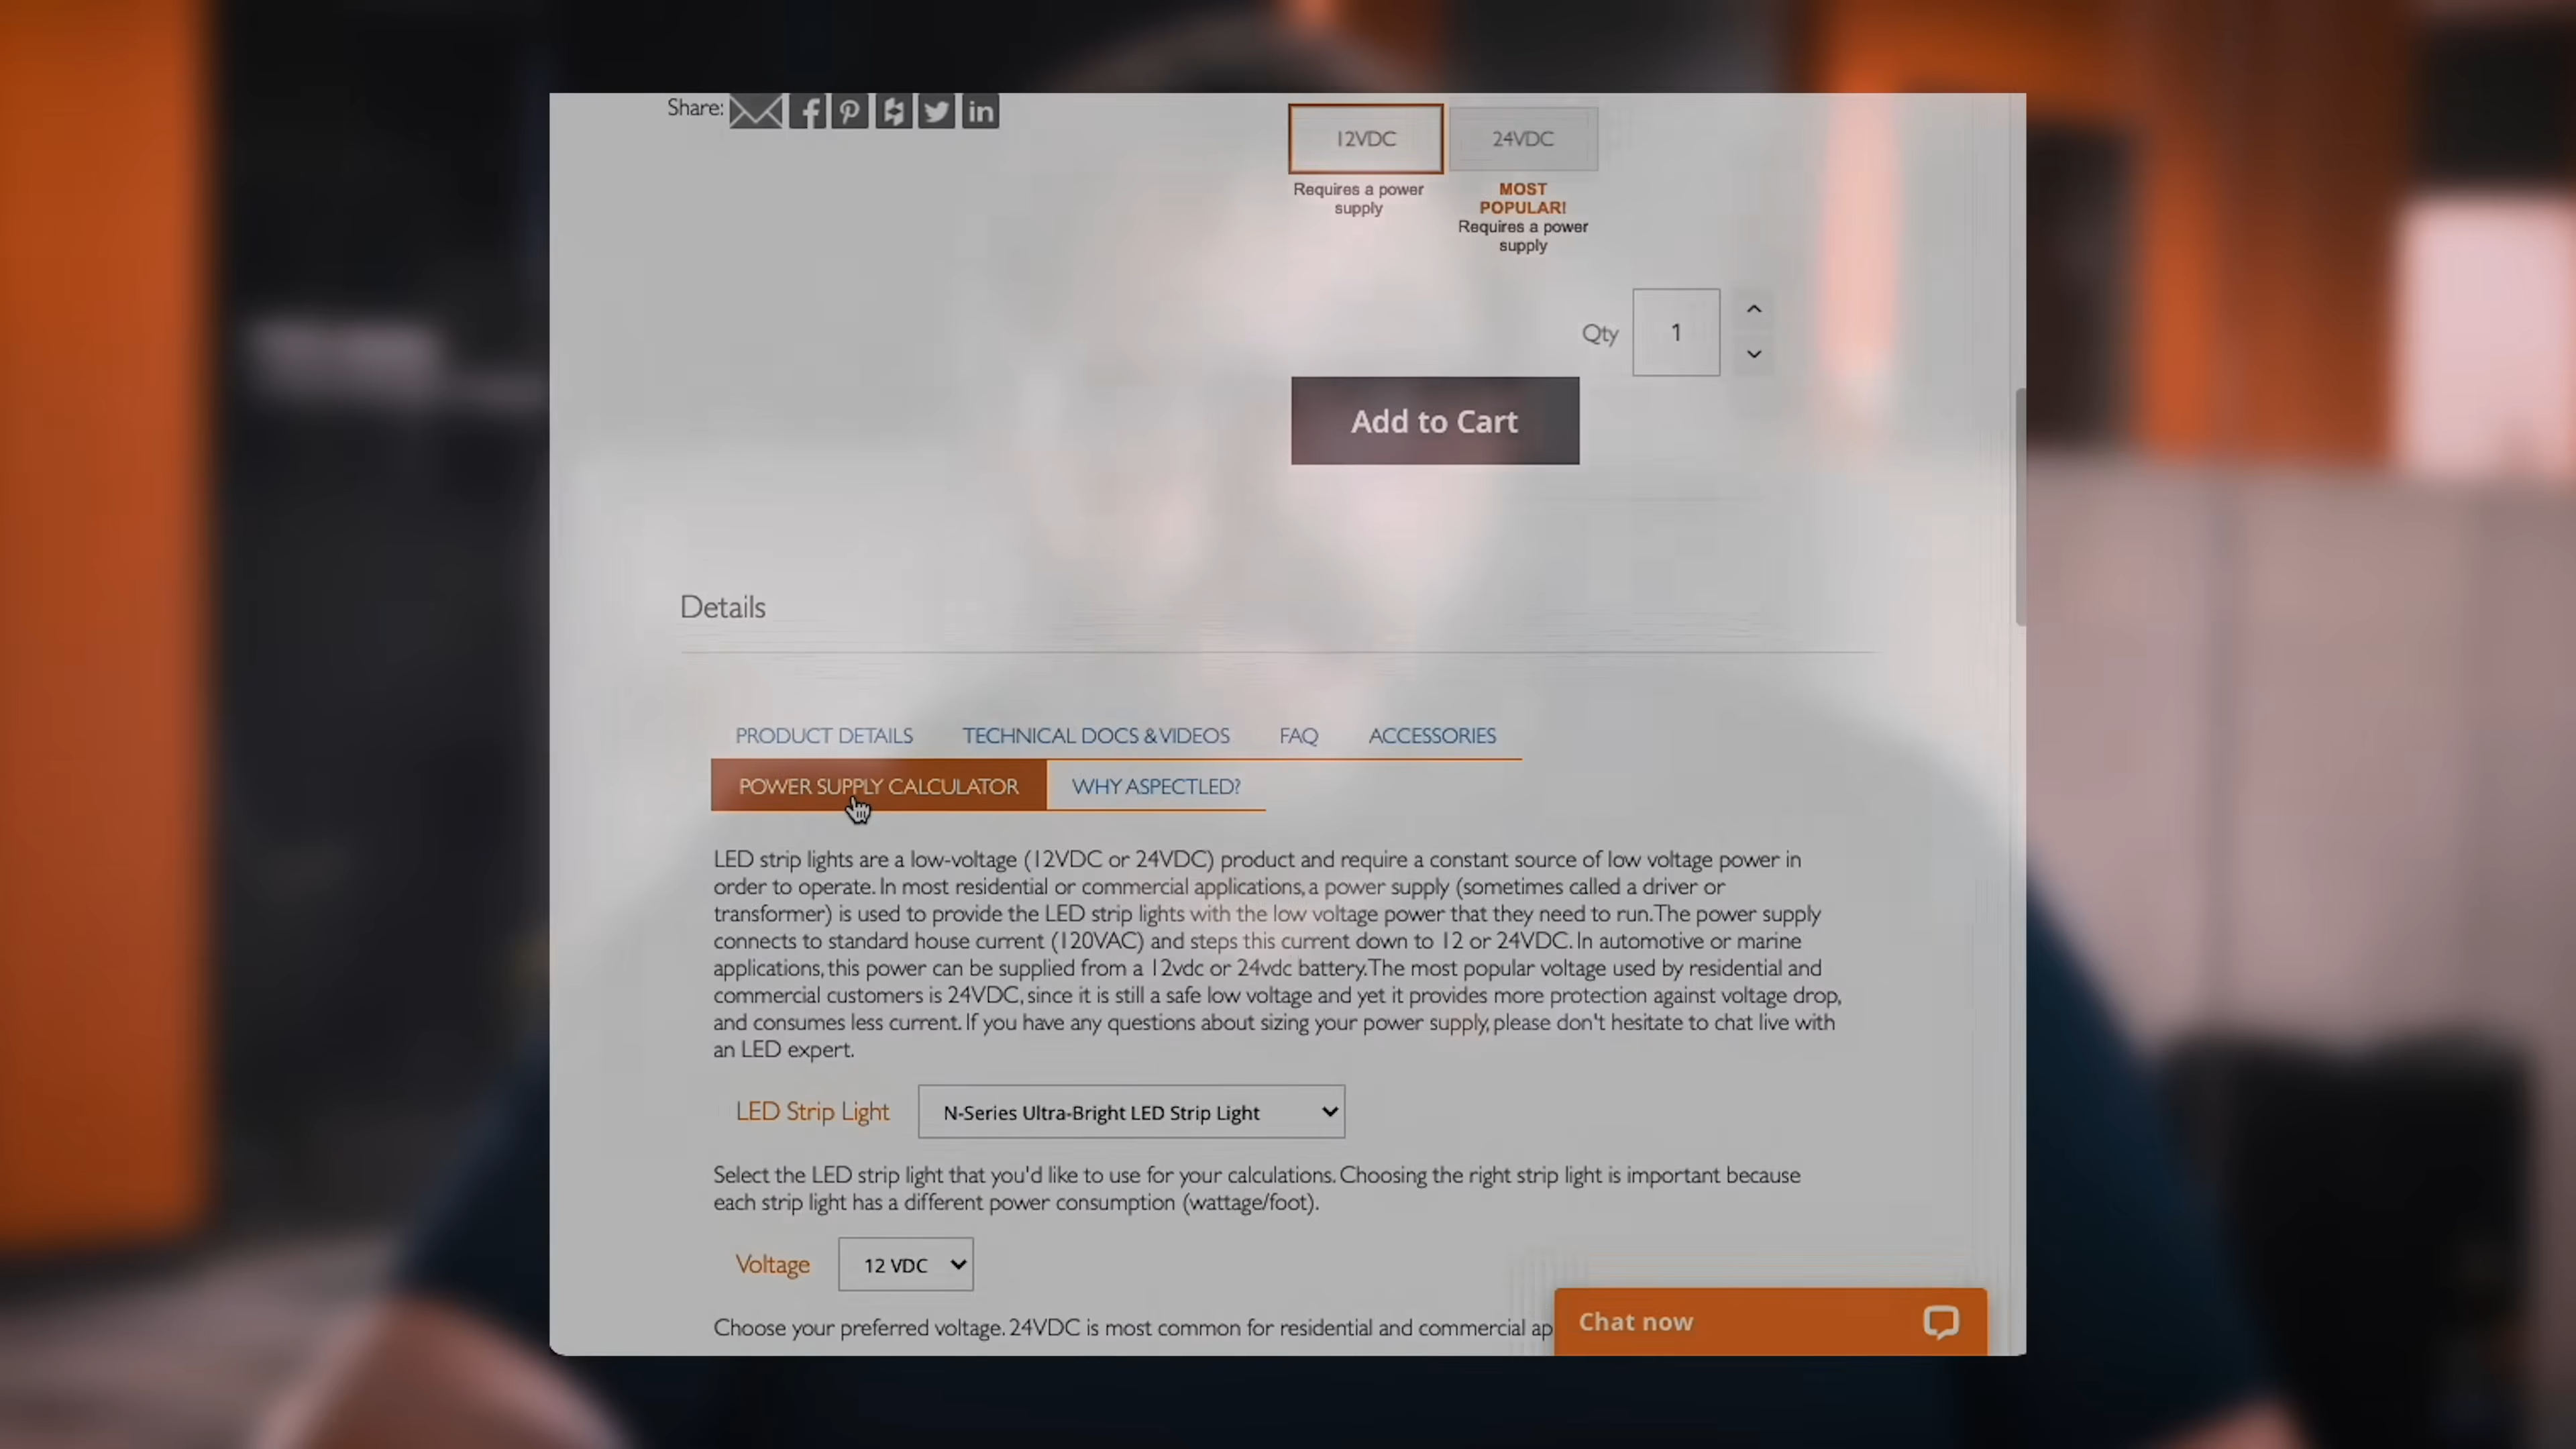 Share:
12VDC
24VDC
Requires a power
supply
MOST
POPULAR!
Requires a power
supply
Qty
1
Add to Cart
Details
PRODUCT DETAILS
TECHNICAL DOCS & VIDEOS
FAQ
ACCESSORIES
POWER SUPPLY CALCULATOR
WHY ASPECTLED?
LED strip lights are a low-voltage (12VDC or 24VDC) product and require a constant source of low voltage power in
order to operate. In most residential or commercial applications, a power supply (sometimes called a driver or
transformer) is used to provide the LED strip lights with the low voltage power that they need to run. The power supply
connects to standard house current (120VAC) and steps this current down to 12 or 24VDC. In automotive or marine
applications, this power can be supplied from a 12vdc or 24vdc battery. The most popular voltage used by residential and
commercial customers is 24VDC, since it is still a safe low voltage and yet it provides more protection against voltage drop,
and consumes less current. If you have any questions about sizing your power supply, please don't hesitate to chat live with
an LED expert.
LED Strip Light
N-Series Ultra-Bright LED Strip Light
Select the LED strip light that you'd like to use for your calculations. Choosing the right strip light is important because
each strip light has a different power consumption (wattage/foot).
Voltage
12 VDC
Choose your preferred voltage. 24VDC is most common for residential and commercial ap
Chat now